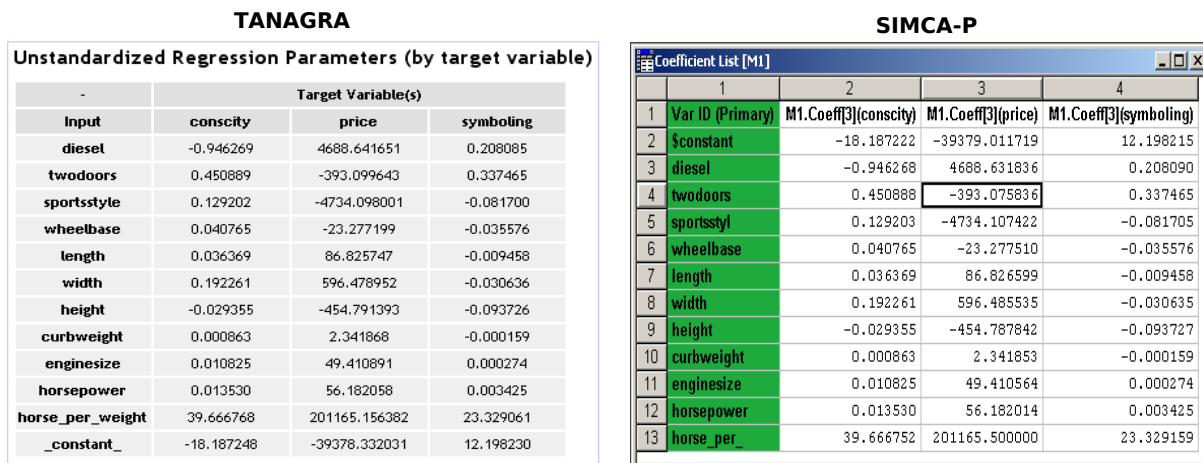 TANAGRA
Unstandardized Regression Parameters (by target variable)
- Target Variable(s)
Input conscity price symboling
diesel -0.946269 4688.641651 0.208085
twodoors 0.450889 -393.099643 0.337465
sportsstyle 0.129202 -4734.098001 -0.081700
wheelbase 0.040765 -23.277199 -0.035576
length 0.036369 86.825747 -0.009458
width 0.192261 596.478952 -0.030636
height -0.029355 -454.791393 -0.093726
curbweight 0.000863 2.341868 -0.000159
enginesize 0.010825 49.410891 0.000274
horsepower 0.013530 56.182058 0.003425
horse_per_weight 39.666768 201165.156382 23.329061
_constant_ -18.187248 -39378.332031 12.198230
SIMCA-P
Coefficient List [M1]
1 2 3 4
1 Var ID (Primary) M1.Coeff[3](conscity) M1.Coeff[3](price) M1.Coeff[3](symboling)
2 $constant -18.187222 -39379.011719 12.198215
3 diesel -0.946268 4688.631836 0.208090
4 twodoors 0.450888 -393.075836 0.337465
5 sportsstyl 0.129203 -4734.107422 -0.081705
6 wheelbase 0.040765 -23.277510 -0.035576
7 length 0.036369 86.826599 -0.009458
8 width 0.192261 596.485535 -0.030635
9 height -0.029355 -454.787842 -0.093727
10 curbweight 0.000863 2.341853 -0.000159
11 enginesize 0.010825 49.410564 0.000274
12 horsepower 0.013530 56.182014 0.003425
13 horse_per_ 39.666752 201165.500000 23.329159